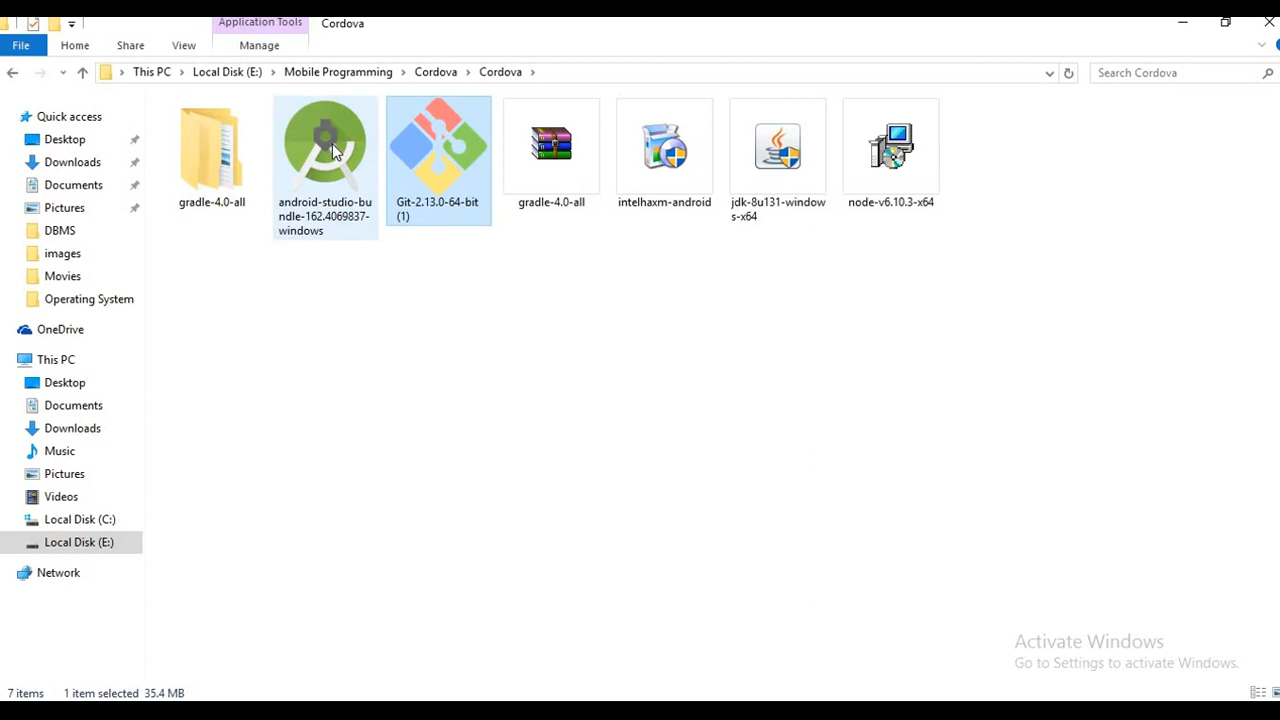 Application Tools
Cordova
File
Home
Share
View
Manage
This PC
Local Disk (E:)
Mobile Programming
Cordova
Cordova
Search Cordova
Quick access
Desktop
Downloads
Documents
Pictures
DBMS
images
Movies
Operating System
OneDrive
This PC
Desktop
Documents
Downloads
Music
Pictures
Videos
Local Disk (C:)
Local Disk (E:)
Network
gradle-4.0-all
android-studio-bu
ndle-162.4069837-
windows
Git-2.13.0-64-bit
(1)
gradle-4.0-all
intelhaxm-android
jdk-8u131-window
s-x64
node-v6.10.3-x64
Activate Windows
Go to Settings to activate Windows.
7 items
1 item selected 35.4 MB